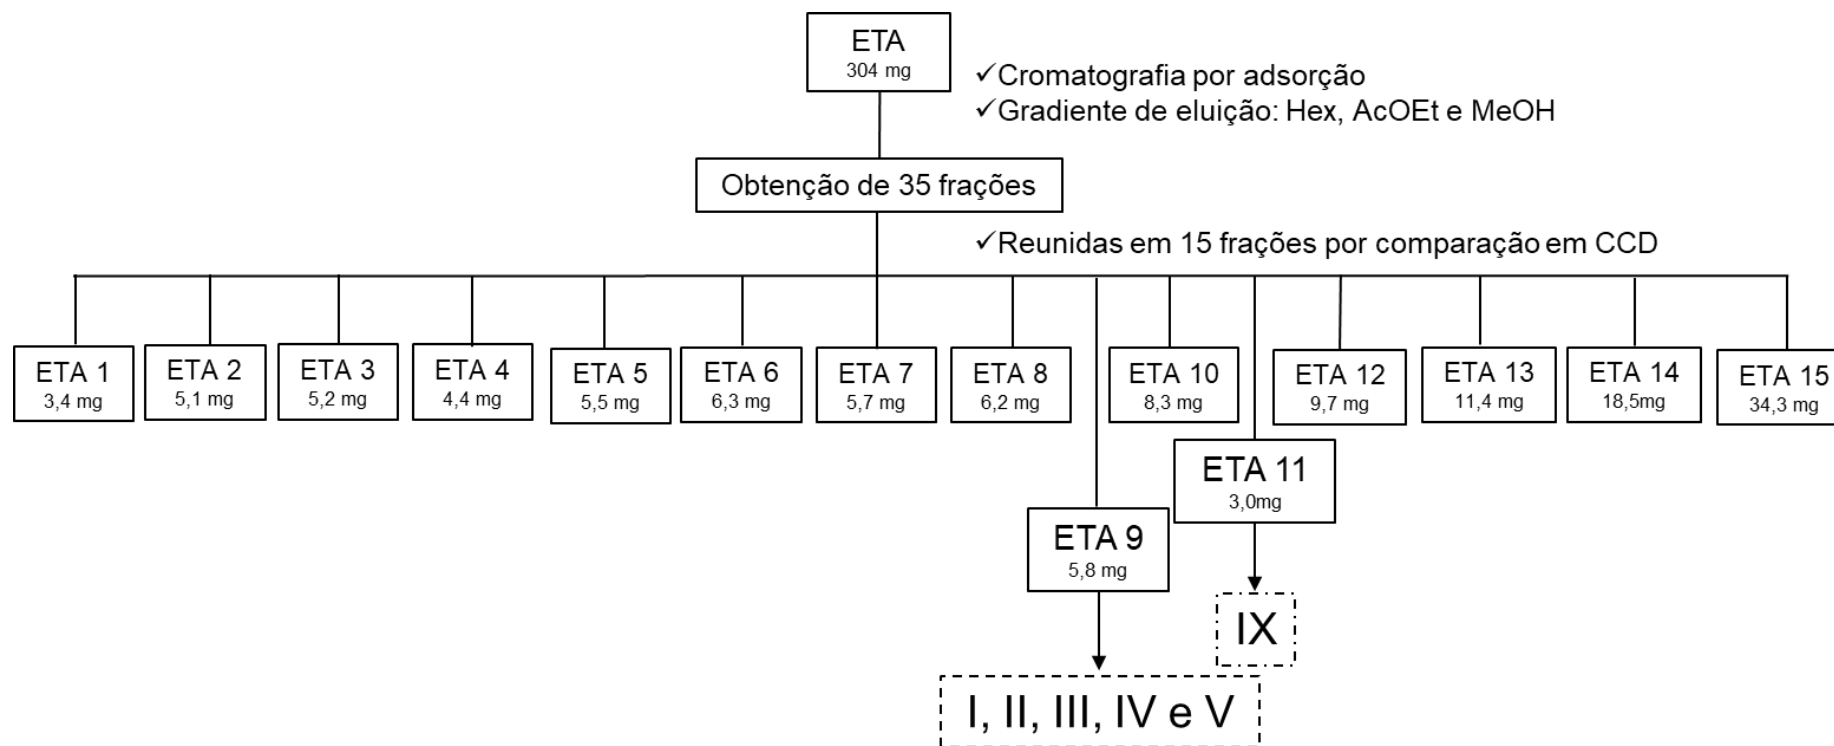 ETA
304 mg
✓Cromatografia por adsorção
✓Gradiente de eluição: Hex, AcOEt e MeOH
Obtenção de 35 frações
✓Reunidas em 15 frações por comparação em CCD
ETA 1
3,4 mg
ETA 2
5,1 mg
ETA 3
5,2 mg
ETA 4
4,4 mg
ETA 5
5,5 mg
ETA 6
6,3 mg
ETA 7
5,7 mg
ETA 8
6,2 mg
ETA 10
8,3 mg
ETA 12
9,7 mg
ETA 13
11,4 mg
ETA 14
18,5mg
ETA 15
34,3 mg
ETA 11
3,0mg
ETA 9
5,8 mg
IX
I, II, III, IV e V